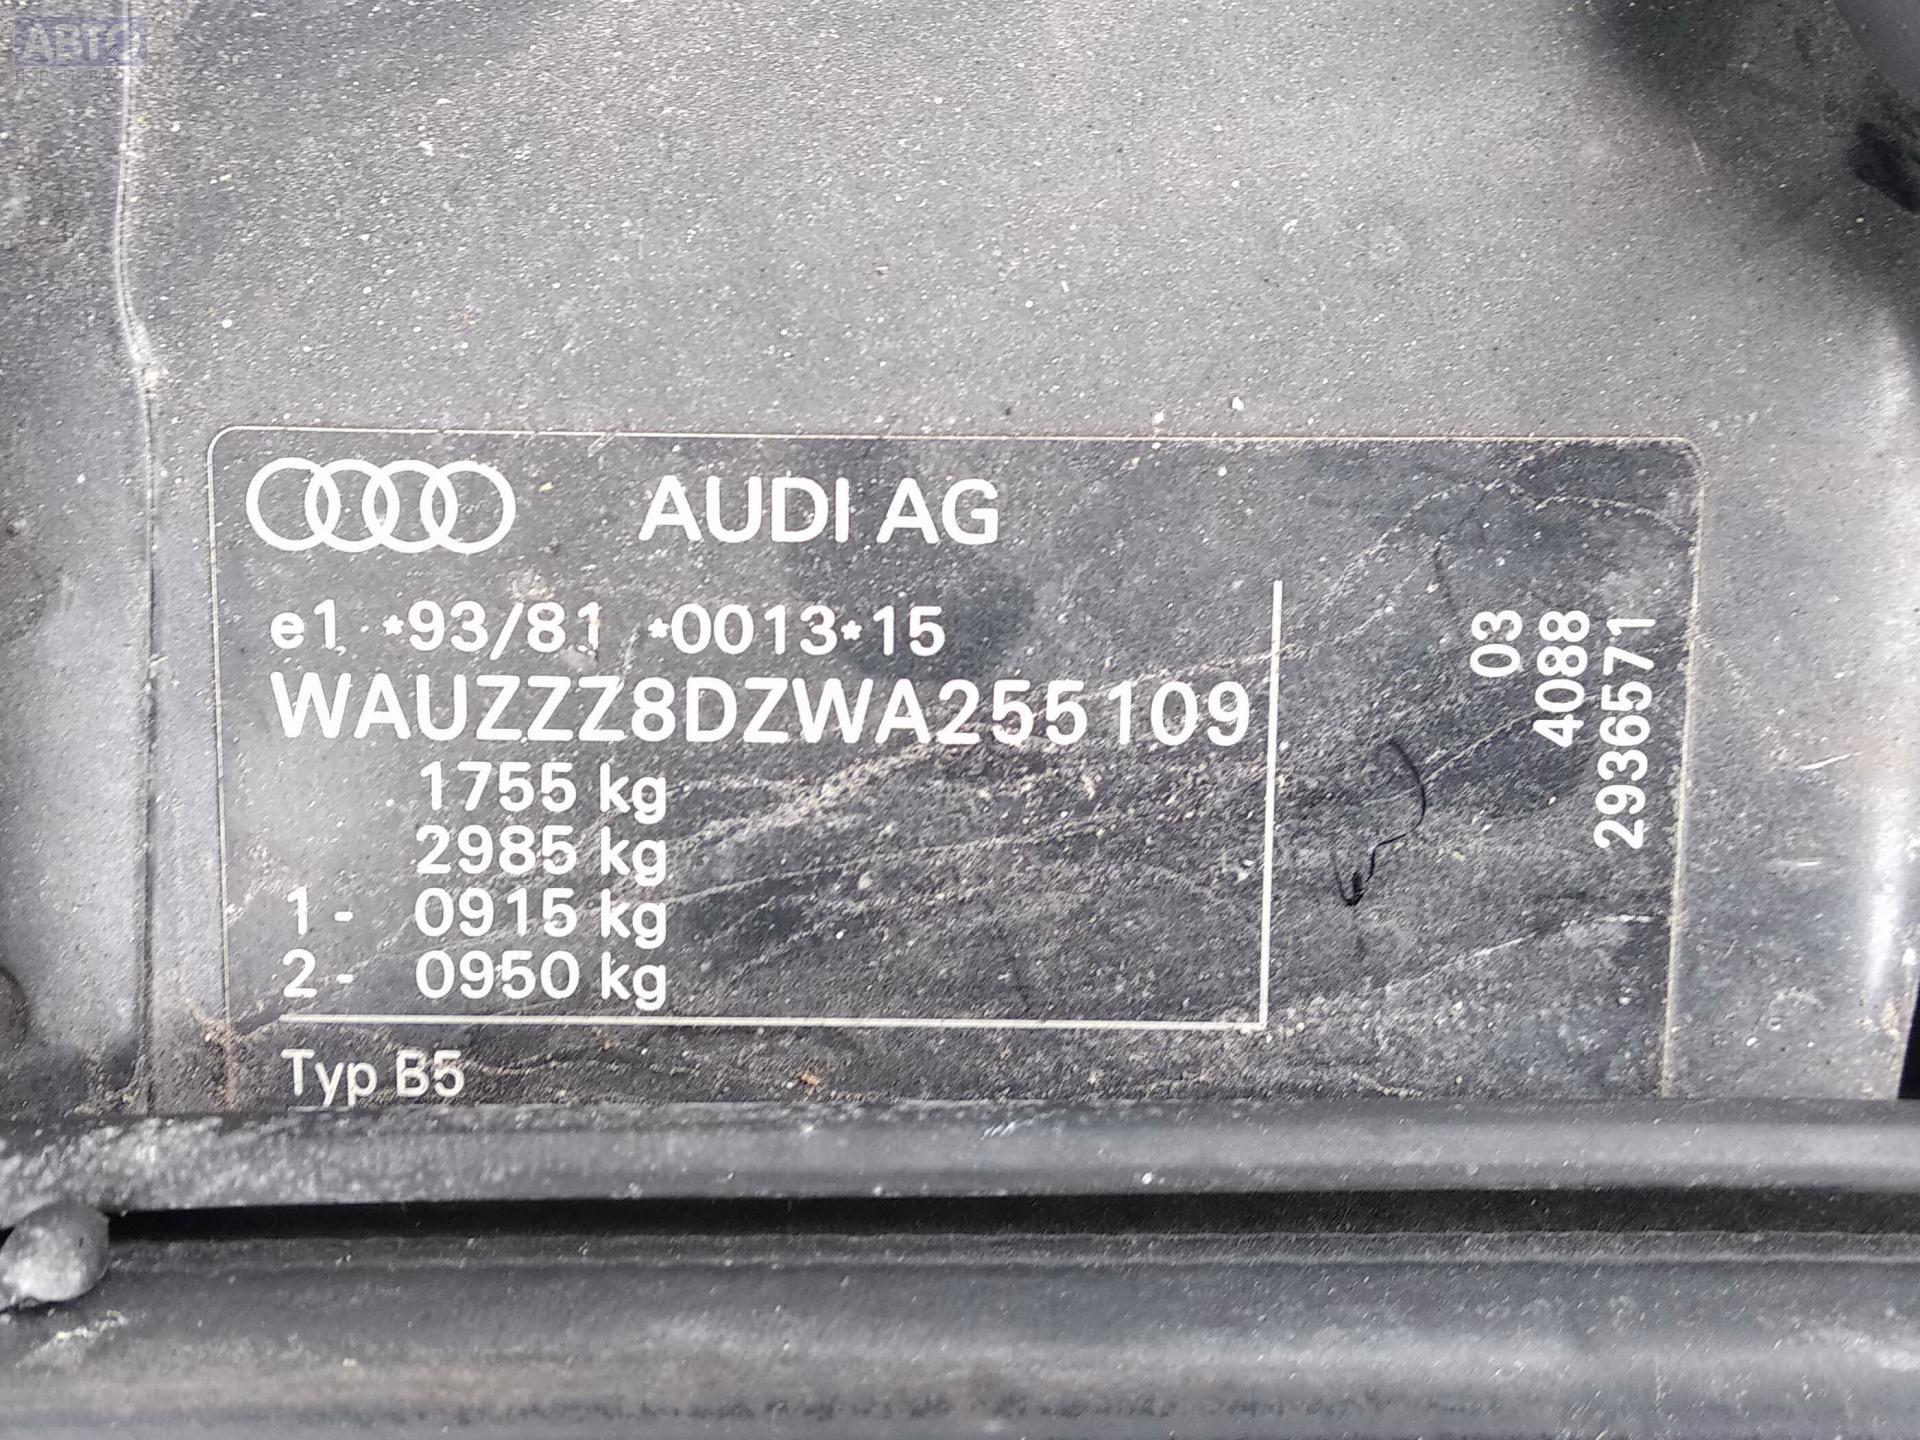 АВТО
AUDI AG
e1 *93/81 *0013*15
WAUZZZ8DZWA255109
1755 kg
2985 kg
1- 0915 kg
2- 0950 kg
Typ B5
03
4088
2936571